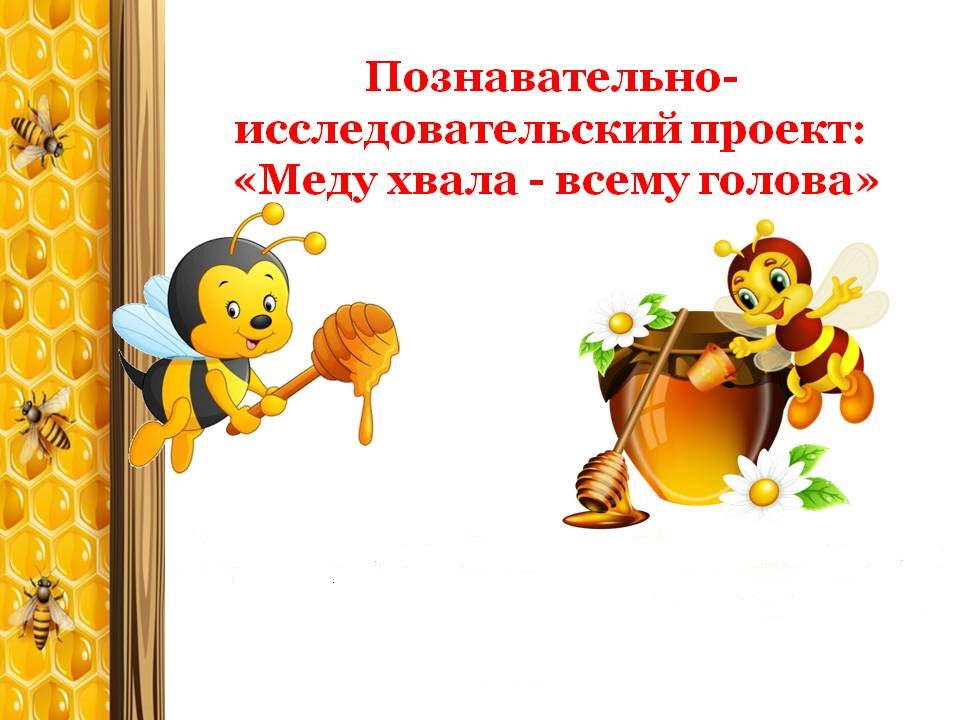 Познавательно-
исследовательский проект:
«Меду хвала - всему голова»